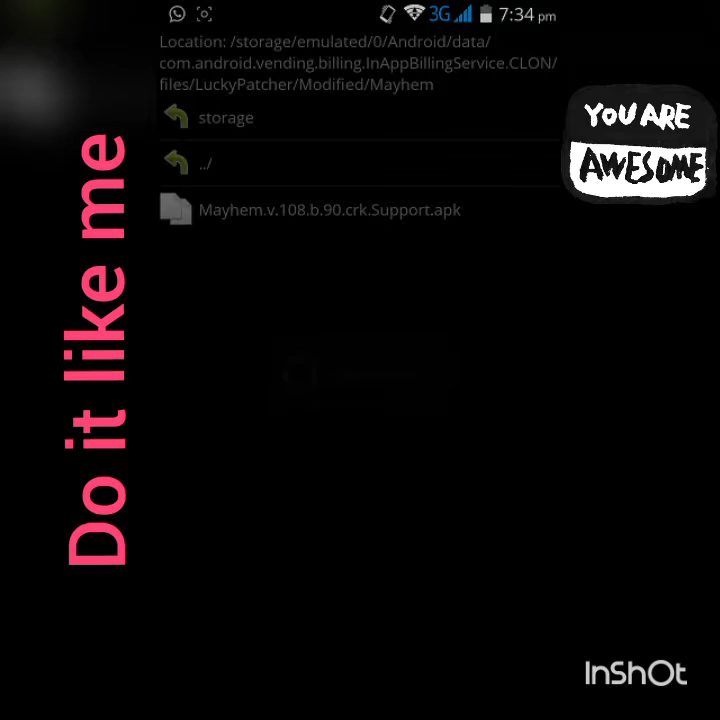 3G 7:34 pm
Location: /storage/emulated/0/Android/data/
com.android.vending.billing.InAppBillingService.CLON/
files/LuckyPatcher/Modified/Mayhem
storage
../
Mayhem.v.108.b.90.crk.Support.apk
Do it like me
YOU ARE
AWESOME
InShOt